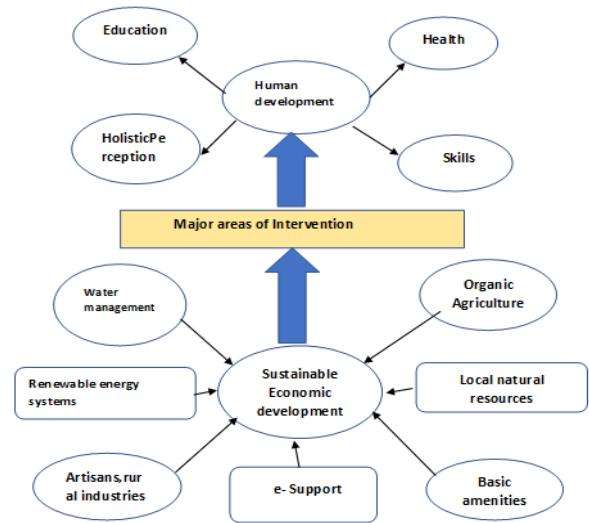 Education
Health
Human
development
HolisticPe
rception
Skills
Major areas of Intervention
Water
management
Organic
Agriculture
Sustainable
Economic
development
Renewable energy
systems
Local natural
resources
Artisans,rur
al industries
e- Support
Basic
amenities